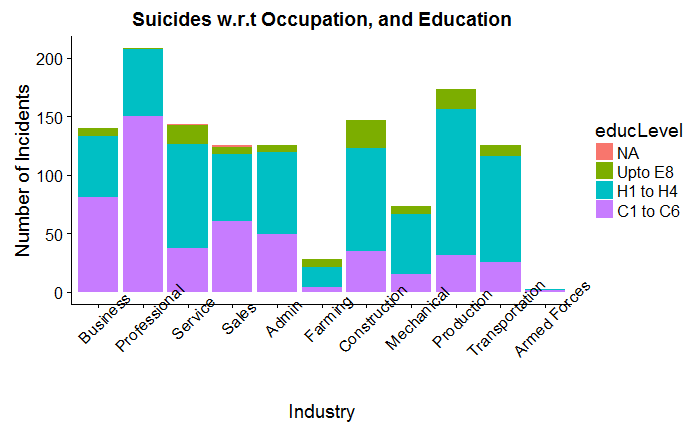 Suicides w.r.t Occupation, and Education
Number of Incidents
200
150
100
50
0
Business
Professional
Service
Sales
Admin
Farming
Construction
Mechanical
Production
Transportation
Armed Forces
Industry
educLevel
NA
Upto E8
H1 to H4
C1 to C6